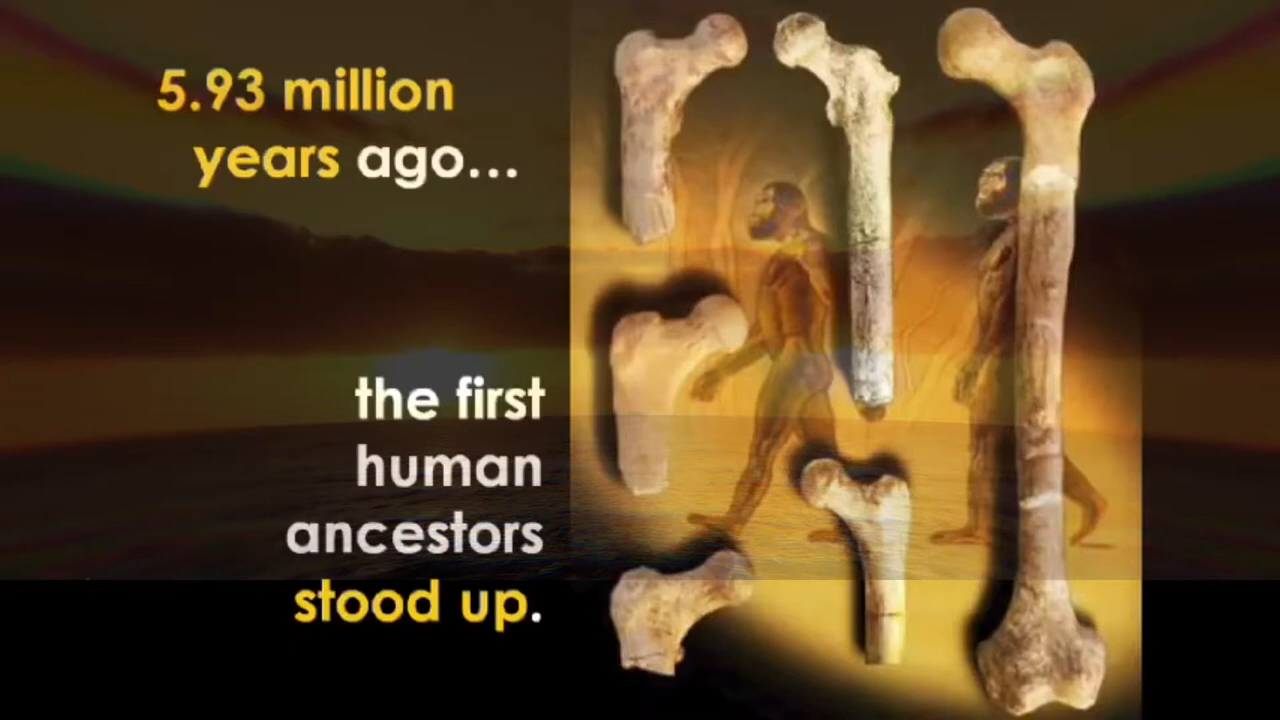 5.93 million
years ago...
the first
human
ancestors
stood up.